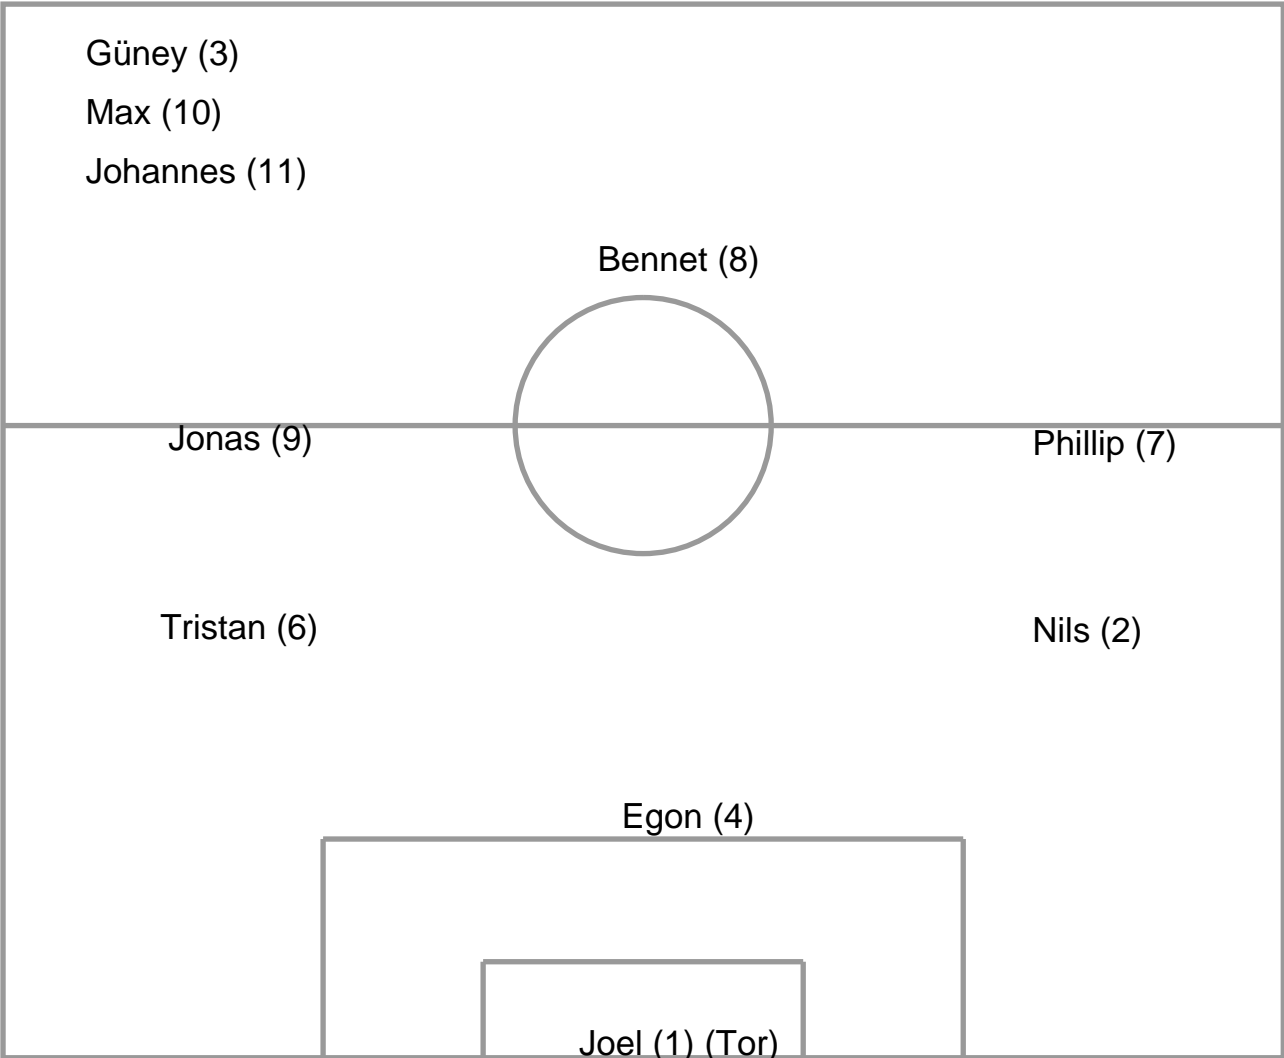 Güney (3)
Max (10)
Johannes (11)
Bennet (8)
Jonas (9)
Phillip (7)
Tristan (6)
Nils (2)
Egon (4)
Joel (1) (Tor)